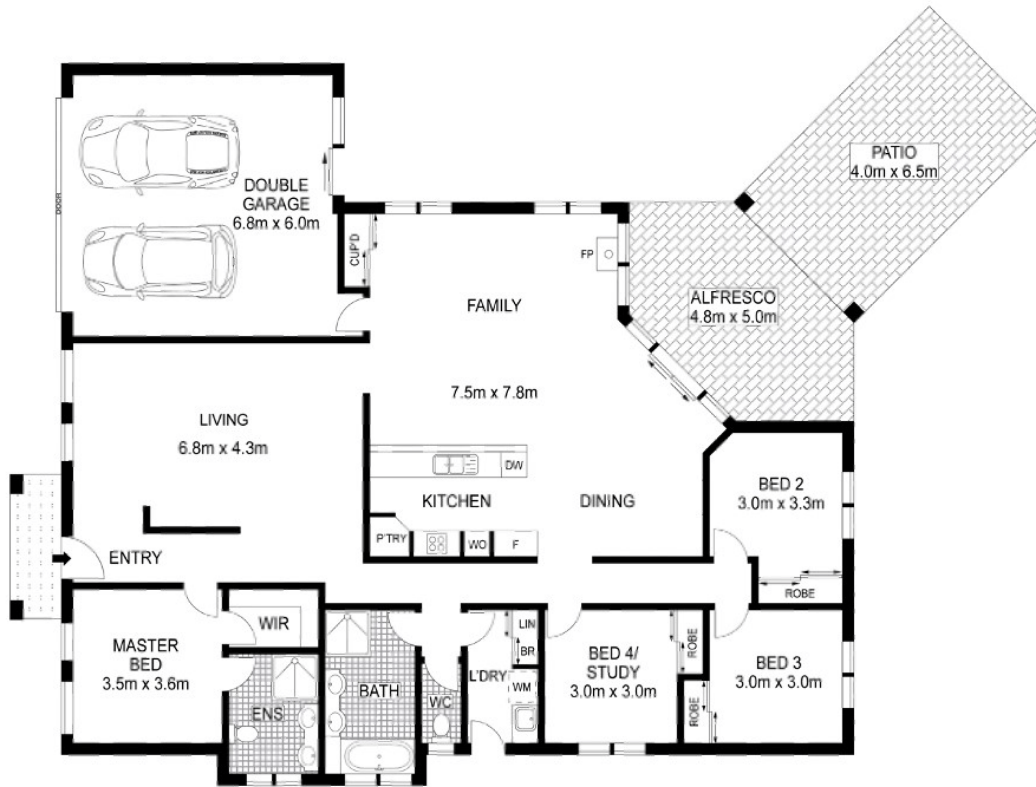 PATIO
4.0m x 6.5m
DOUBLE
GARAGE
6.8m x 6.0m
DOOR
CUP'D
FP
FAMILY
7.5m x 7.8m
ALFRESCO
4.8m x 5.0m
LIVING
6.8m x 4.3m
DW
KITCHEN
DINING
P'TRY
WO
F
BED 2
3.0m x 3.3m
ROBE
ENTRY
WIR
MASTER
BED
3.5m x 3.6m
ENS
BATH
WC
L'DRY
LIN
BR
WM
BED 4/
STUDY
3.0m x 3.0m
ROBE
ROBE
BED 3
3.0m x 3.0m